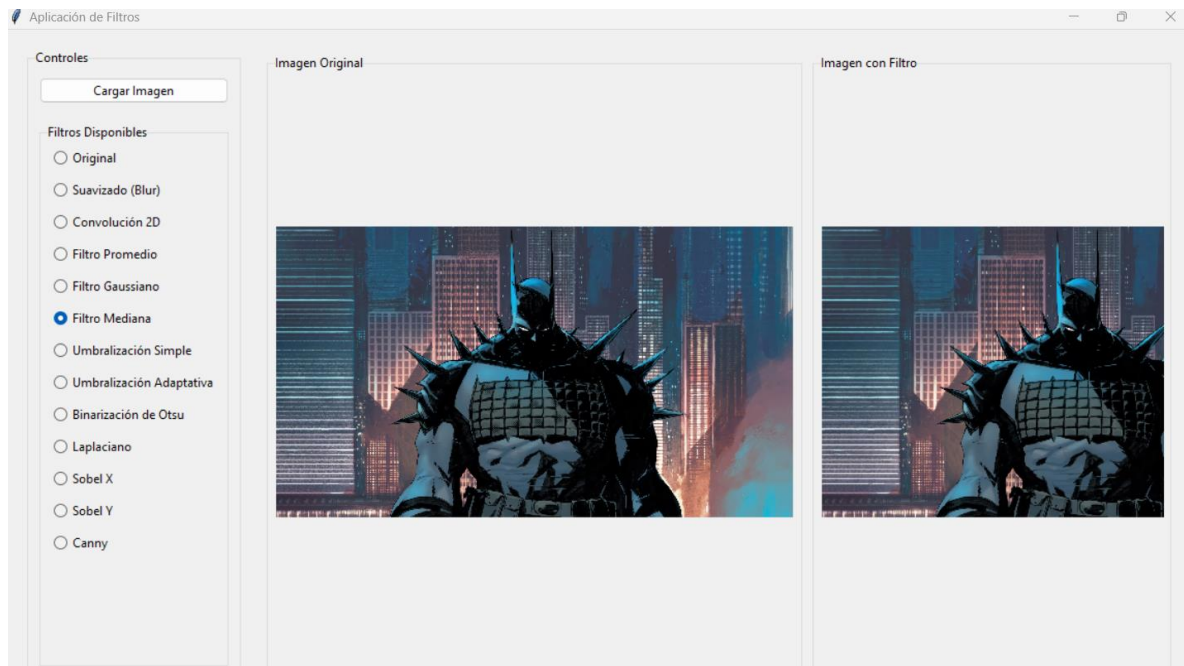 Aplicación de Filtros
Controles
Cargar Imagen
Filtros Disponibles
Original
Suavizado (Blur)
Convolución 2D
Filtro Promedio
Filtro Gaussiano
Filtro Mediana
Umbralización Simple
Umbralización Adaptativa
Binarización de Otsu
Laplaciano
Sobel X
Sobel Y
Canny
Imagen Original
Imagen con Filtro